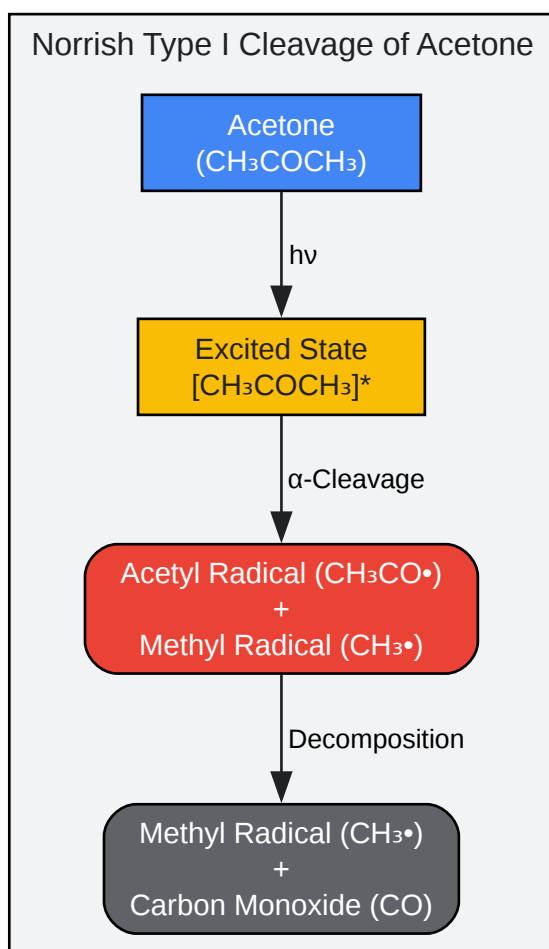 Norrish Type I Cleavage of Acetone
Acetone
(CH₃COCH₃)
hν
Excited State
[CH₃COCH₃]*
α-Cleavage
Acetyl Radical (CH₃CO•)
+
Methyl Radical (CH₃•)
Decomposition
Methyl Radical (CH₃•)
+
Carbon Monoxide (CO)